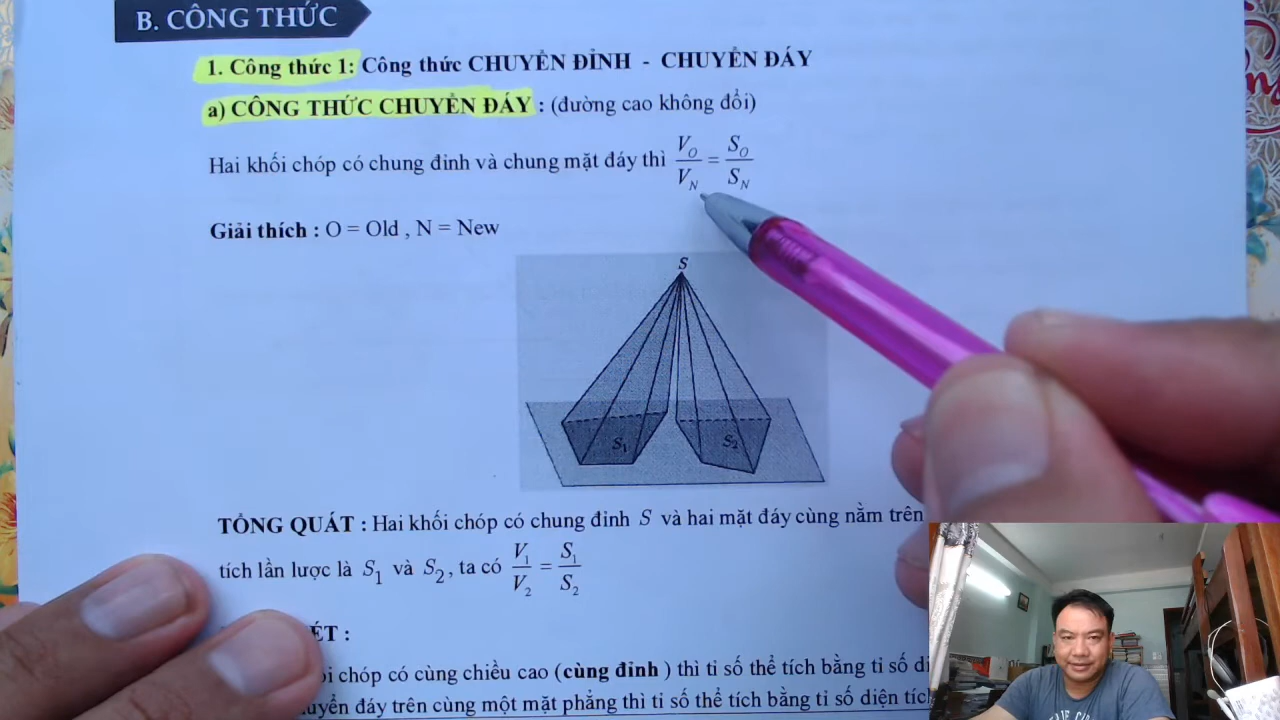 B. CÔNG THỨC
1. Công thức 1: Công thức CHUYỂN ĐỈNH - CHUYỂN ĐÁY
a) CÔNG THỨC CHUYỂN ĐÁY : (đường cao không đổi)
Hai khối chóp có chung đỉnh và chung mặt đáy thì V_O/V_N = S_O/S_N
Giải thích : O = Old , N = New
S
S₁ S₂
TỔNG QUÁT : Hai khối chóp có chung đỉnh S và hai mặt đáy cùng nằm trên
tích lần lược là S₁ và S₂, ta có V₁/V₂ = S₁/S₂
ÉT :
chóp có cùng chiều cao (cùng đỉnh ) thì tỉ số thể tích bằng tỉ số
đáy trên cùng một mặt phẳng thì tỉ số thể tích bằng tỉ số diện